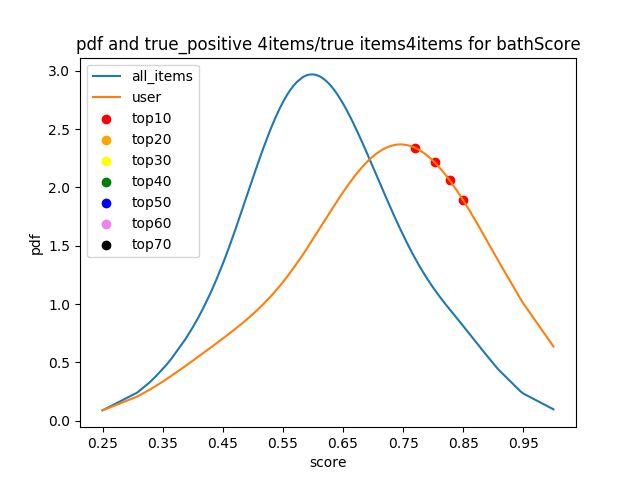 pdf and true_positive 4items/true items4items for bathScore
all_items
user
top10
top20
top30
top40
top50
top60
top70
3.0
2.5
2.0
1.5
1.0
0.5
0.0
pdf
0.25 0.35 0.45 0.55 0.65 0.75 0.85 0.95
score